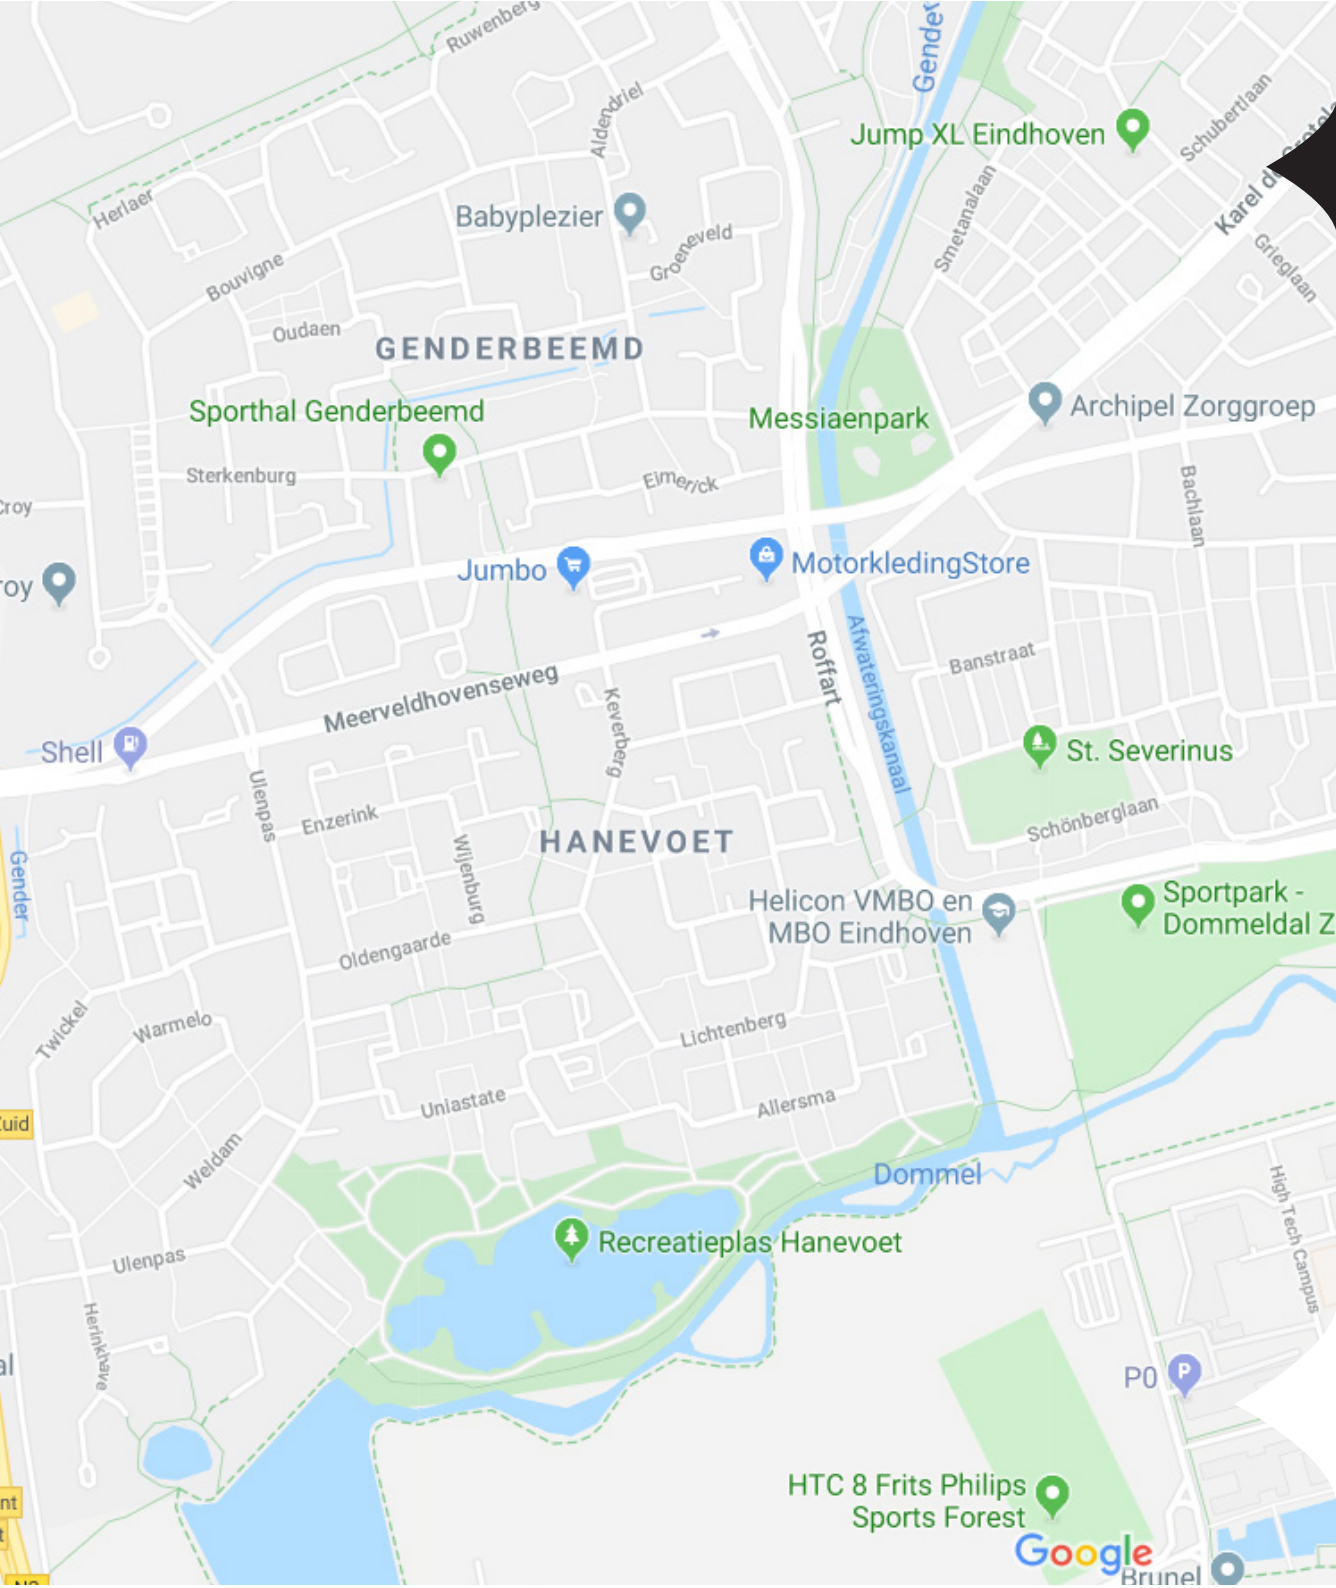 Ruwenberg
Gender
Aldendriel
Schubertlaan
Jump XL Eindhoven
Herlaer
Babyplezier
Smetanalaan
Groeneveld
Grieglaan
Bouvigne
Oudaen
GENDERBEEMD
Sporthal Genderbeemd
Messiaenpark
Archipel Zorggroep
Sterkenburg
Eimerick
Bachlaan
Croy
Jumbo
MotorkledingStore
roy
Banstraat
Roffart
Afwateringskanaal
Meerveldhovenseweg
Keverberg
Shell
St. Severinus
Ulenpas
Enzerink
Schönberglaan
HANEVOET
Wijenburg
Gender
Helicon VMBO en
MBO Eindhoven
Sportpark -
Dommeldal Z
Oldengaarde
Twickel
Warmelo
Lichtenberg
Uniastate
Allersma
Zuid
Weldam
Dommel
High Tech Campus
Recreatieplas Hanevoet
Ulenpas
Herinkhave
al
P0
P
HTC 8 Frits Philips
Sports Forest
nt
t
Google
Brunel